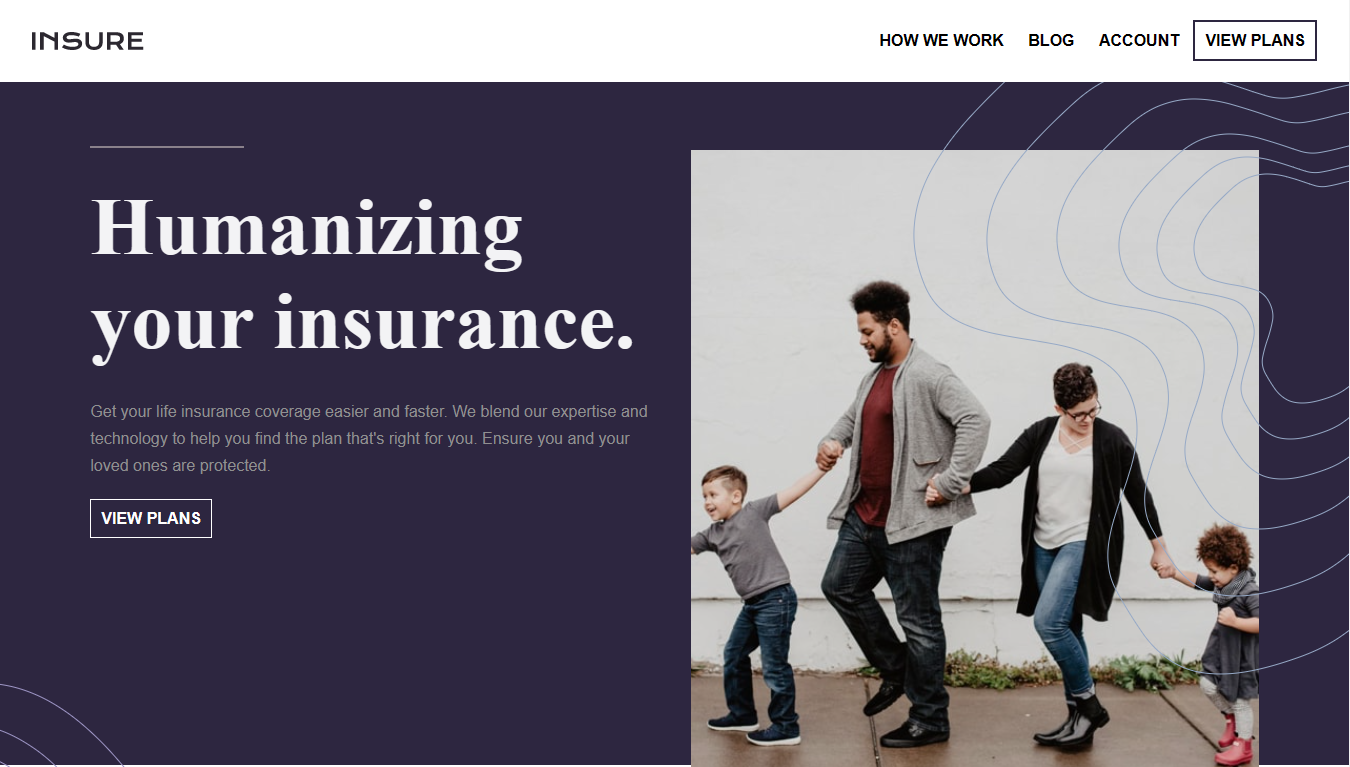 INSURE
HOW WE WORK BLOG ACCOUNT VIEW PLANS
Humanizing
your insurance.
Get your life insurance coverage easier and faster. We blend our expertise and
technology to help you find the plan that's right for you. Ensure you and your
loved ones are protected.
VIEW PLANS